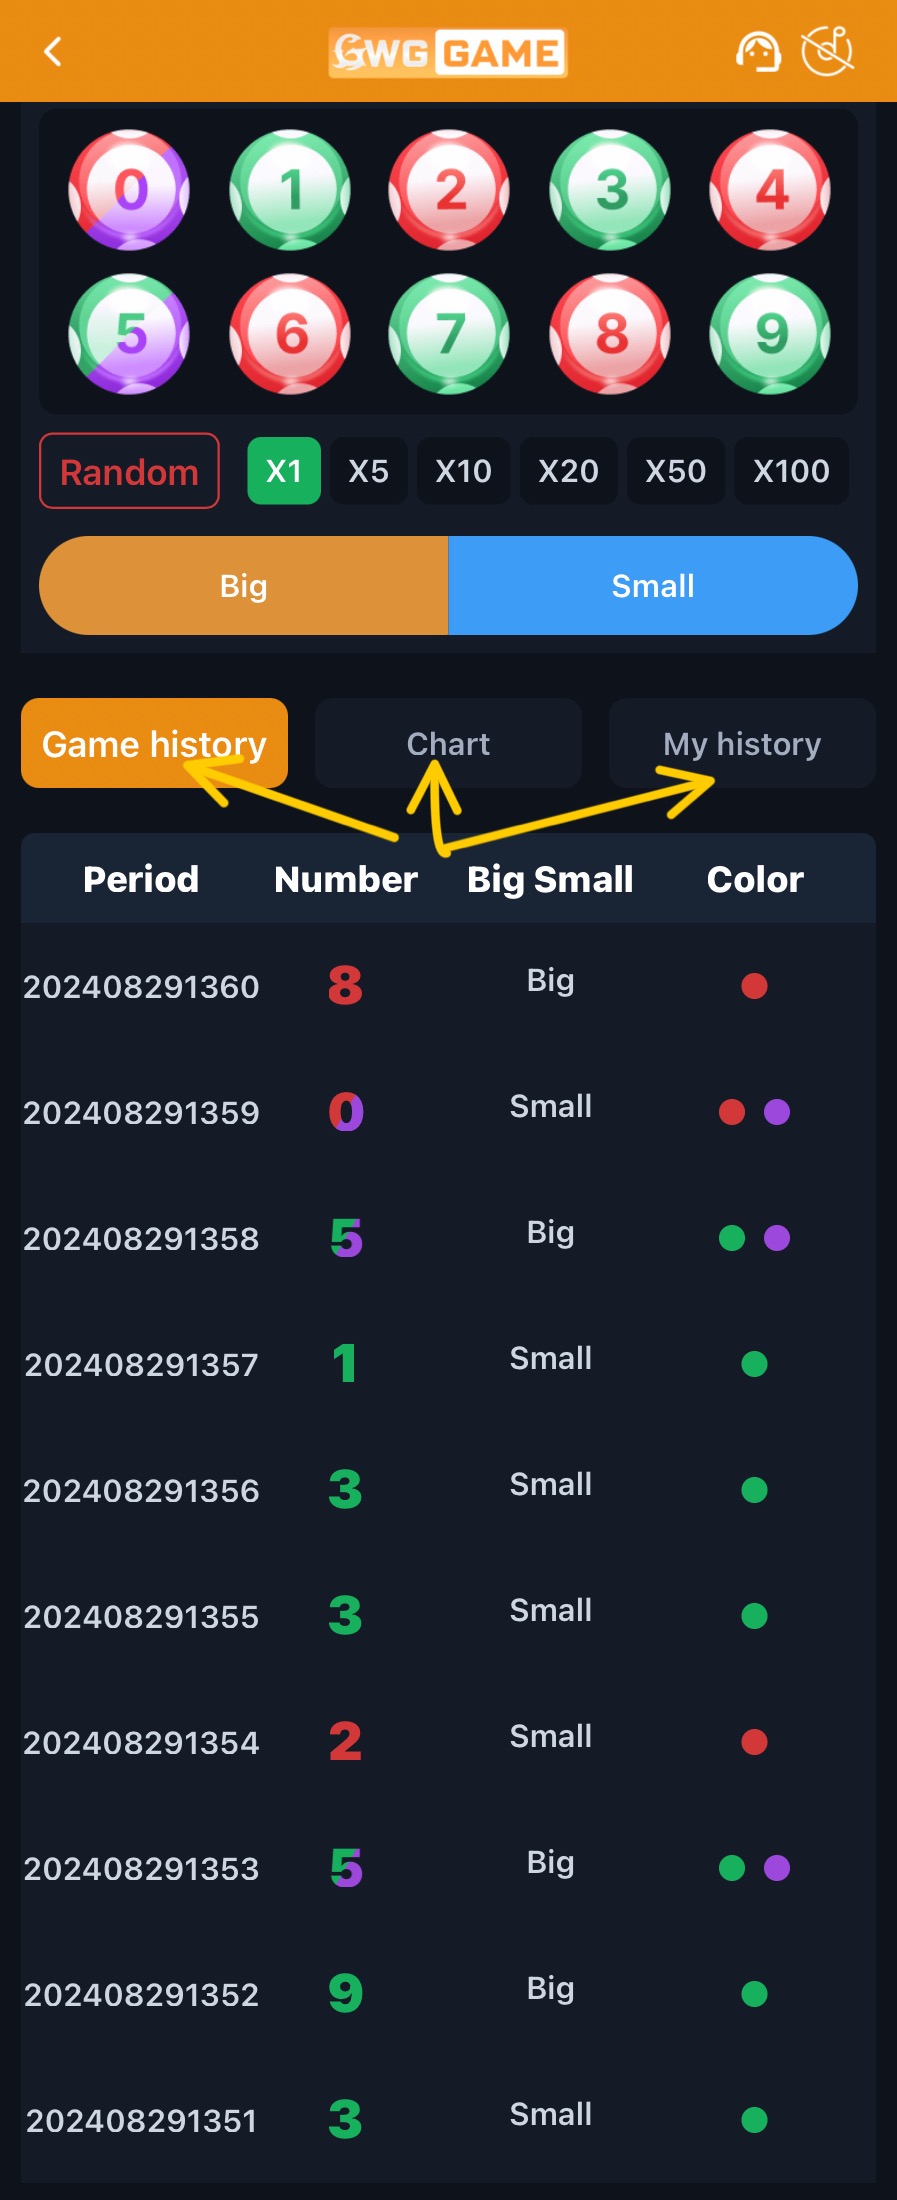 GWG GAME
0 1 2 3 4
5 6 7 8 9
Random X1 X5 X10 X20 X50 X100
Big Small
Game history Chart My history
Period Number Big Small Color
202408291360 8 Big
202408291359 0 Small
202408291358 5 Big
202408291357 1 Small
202408291356 3 Small
202408291355 3 Small
202408291354 2 Small
202408291353 5 Big
202408291352 9 Big
202408291351 3 Small